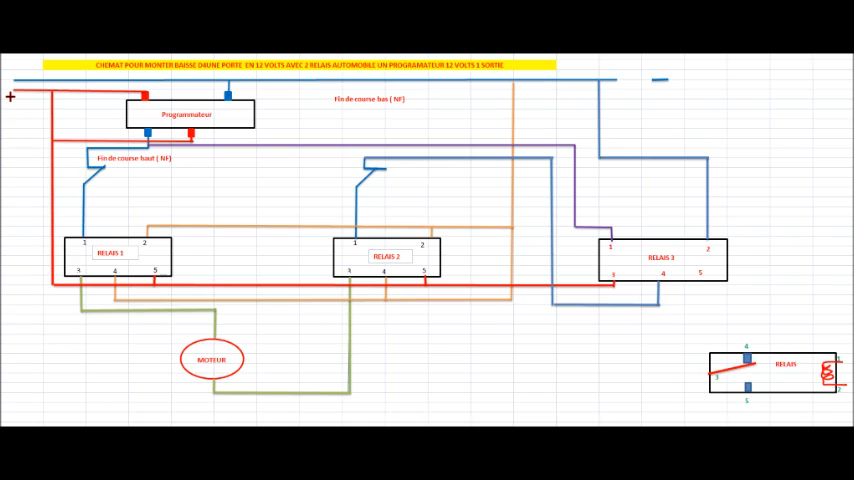 CHEMAT POUR MONTER BAISSE D4UNE PORTE EN 12 VOLTS AVEC 2 RELAIS AUTOMOBILE UN PROGRAMATEUR 12 VOLTS 1 SORTIE
+
Fin de course bas ( NF)
Programmateur
Fin de course haut ( NF)
1 2
RELAIS 1
3 4 5
1 2
RELAIS 2
3 4 5
1 2
RELAIS 3
3 4 5
MOTEUR
4
1
RELAIS
3
2
5